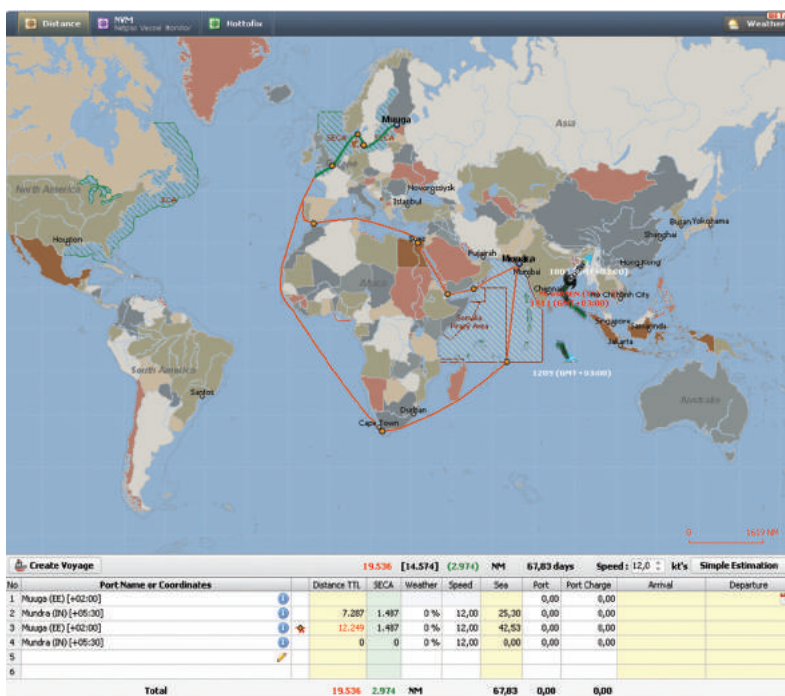 Distance NVM Hottofix Weather
Netpas Vessel Monitor
Asia
Muuga
SECA SECA
North America
ECA
Novorossiysk
Istanbul
Busan Yokohama
Shanghai
Houston
Suez
Fujairah Mundra
Mumbai
Hong Kong
Chennai
Ho Chi Minh City
Africa
Somalia
Piracy Area
Singapore Samarinda
Jakarta
1209 (GMT +03:00)
South America
Santos
Durban
Cape Town
Australia
0 1619 NM
Create Voyage 19.536 [14.574] (2.974) NM 67,83 days Speed : 12,0 kt's Simple Estimation
No. Port Name or Coordinates Distance TTL SECA Weather Speed Sea Port Port Charge Arrival Departure
1 Muuga (EE) [+02:00] 0,00 0,00
2 Mundra (IN) [+05:30] 7.287 1.487 0 % 12,00 25,30 0,00 0,00
3 Muuga (EE) [+02:00] 12.249 1.487 0 % 12,00 42,53 0,00 0,00
4 Mundra (IN) [+05:30] 0 0 0 % 12,00 0,00 0,00 0,00
5
6
Total 19.536 2.974 NM 67,83 0,00 0,00